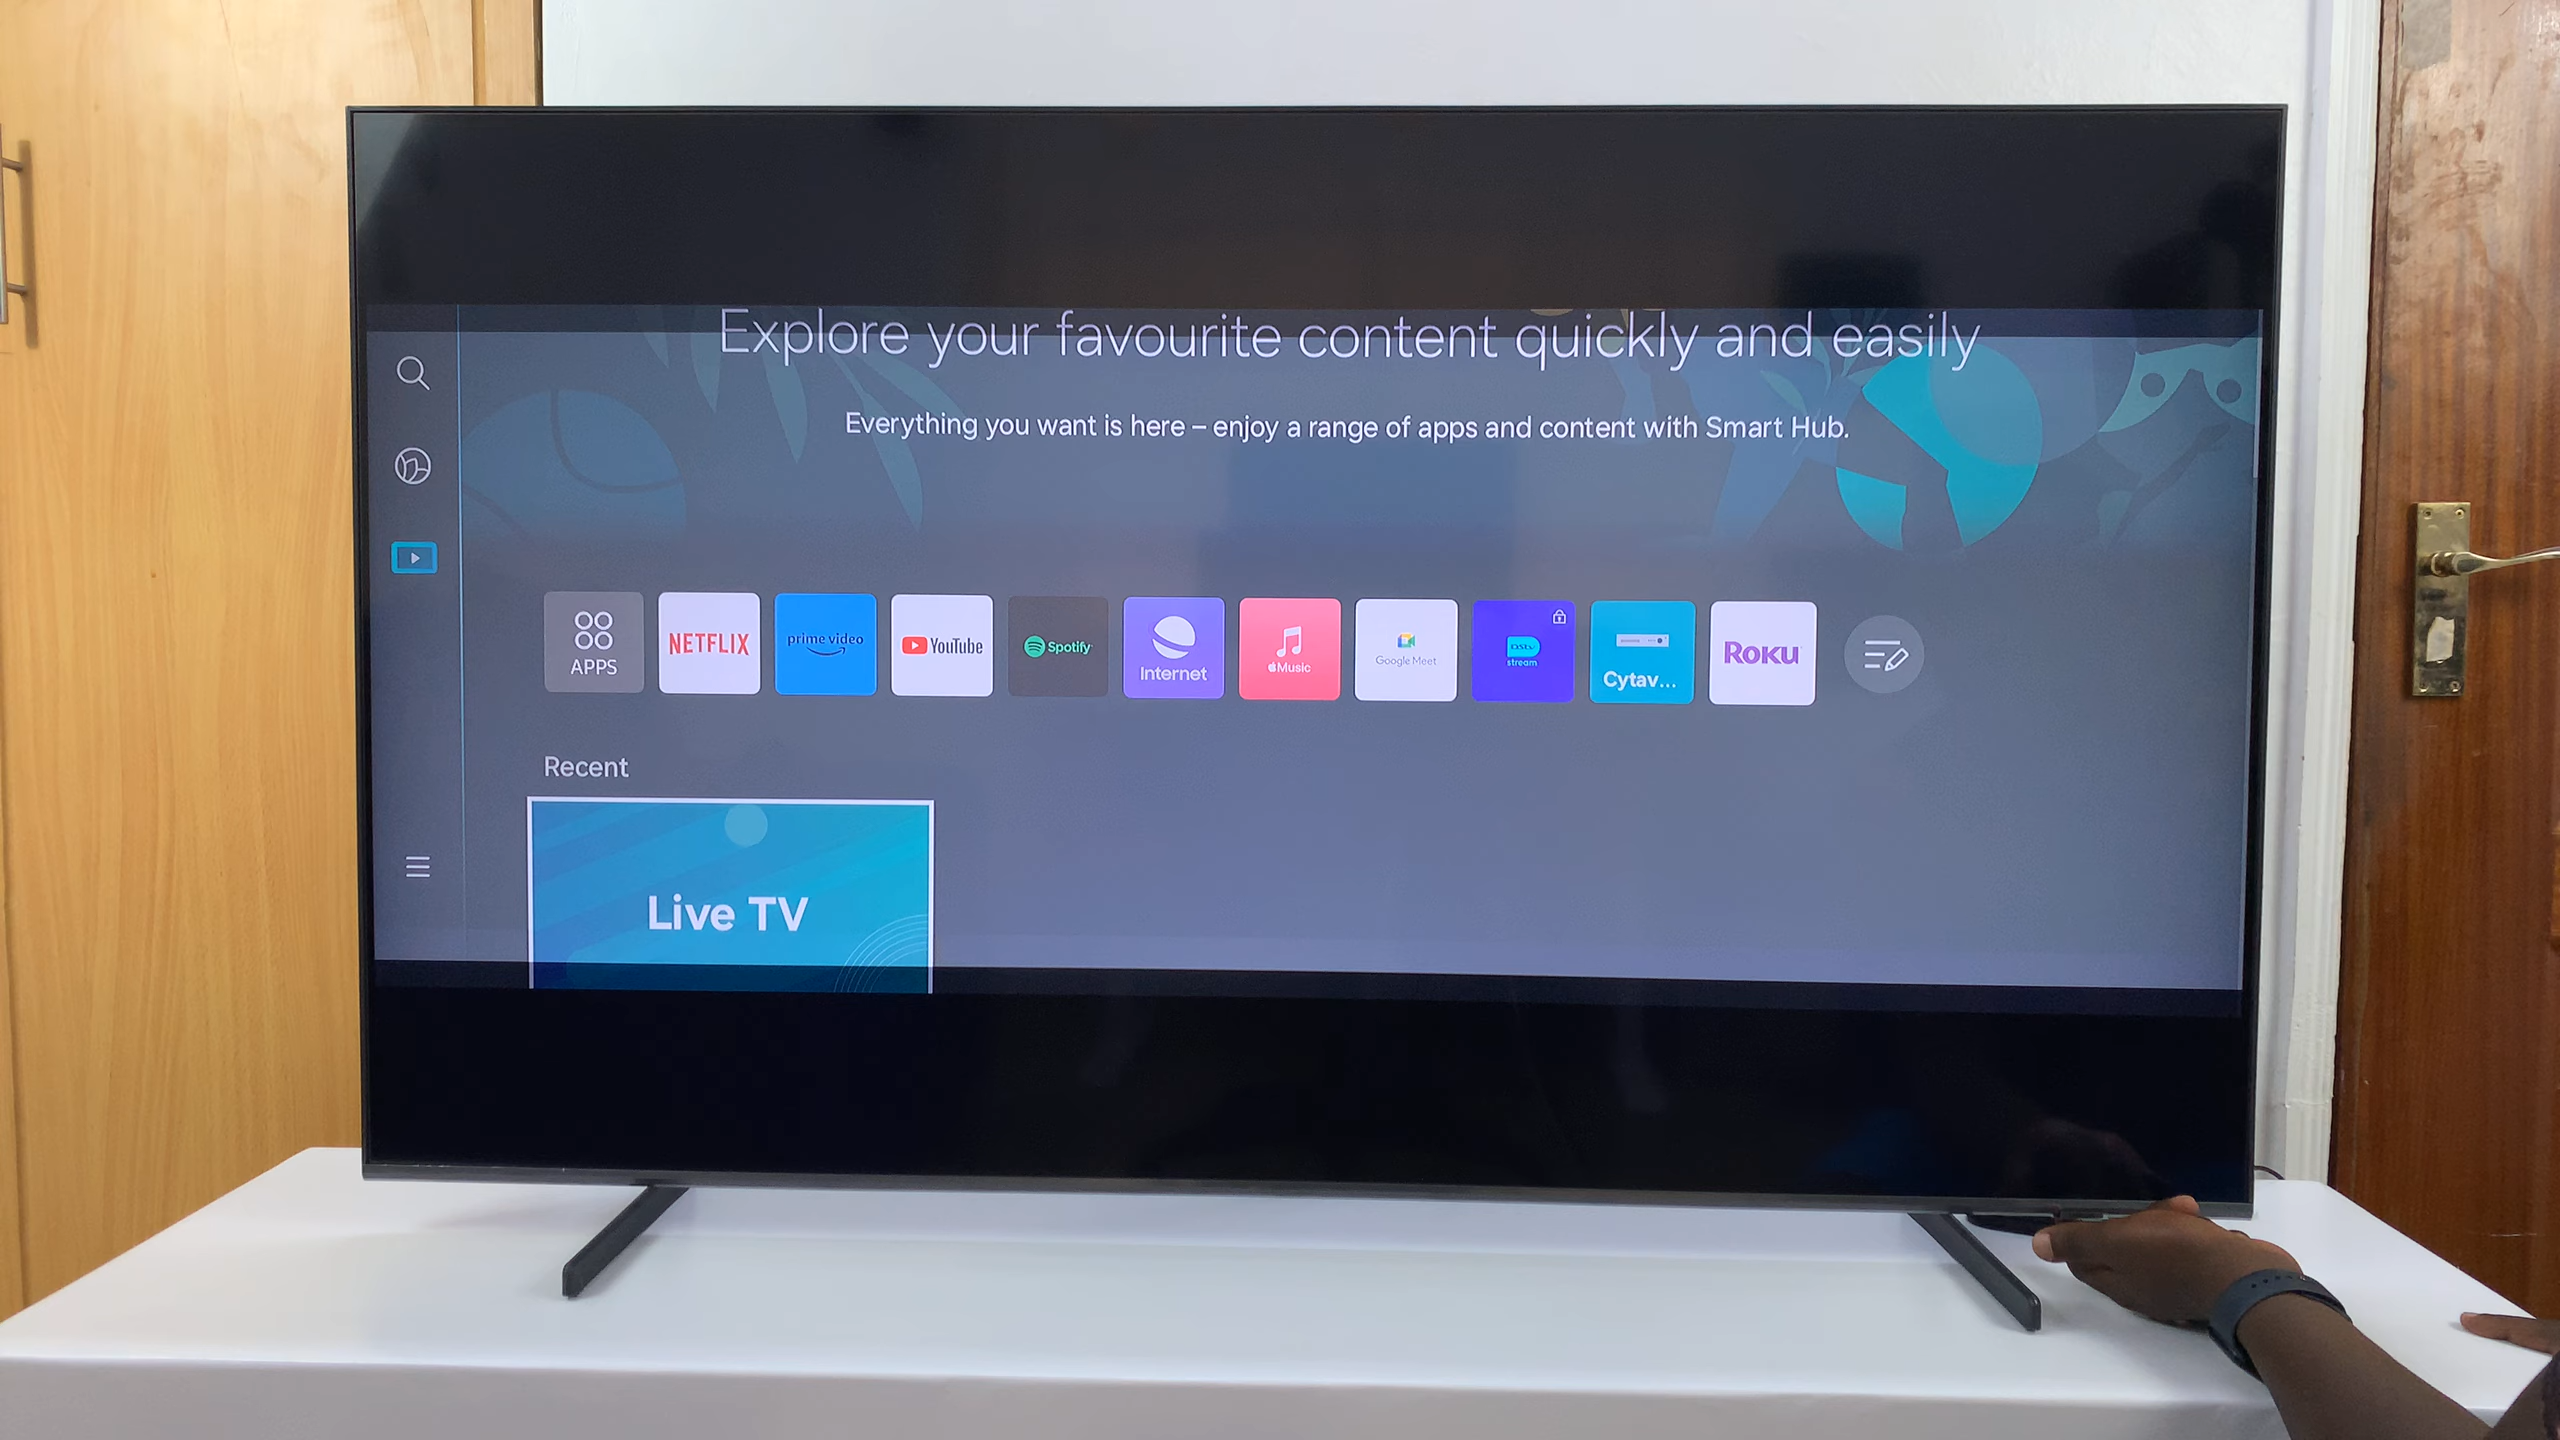 Explore your favourite content quickly and easily
Everything you want is here – enjoy a range of apps and content with Smart Hub.
APPS
NETFLIX
prime video
YouTube
Spotify
Internet
Music
Google Meet
DStv
stream
Cytav...
ROKU
Recent
Live TV